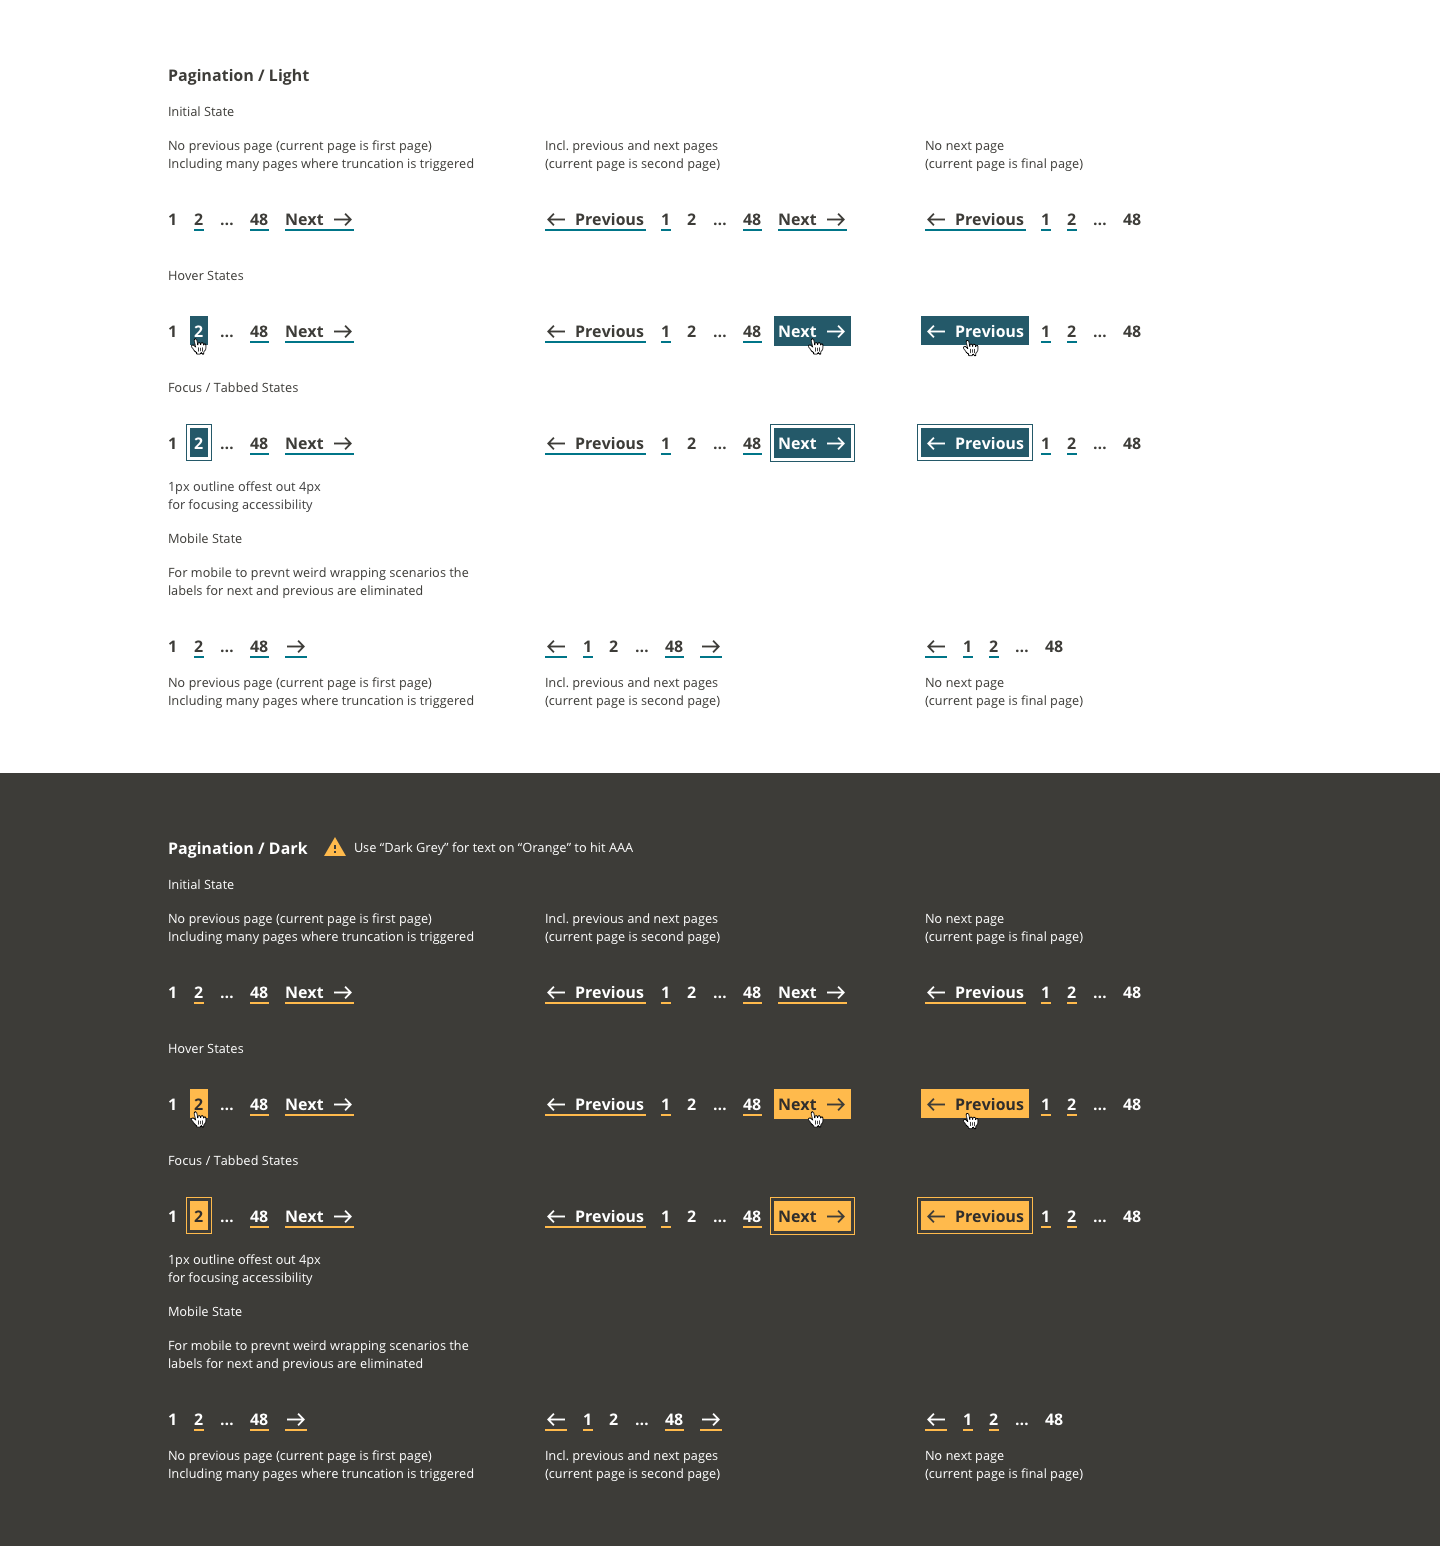 Pagination / Light
Initial State
No previous page (current page is first page)
Including many pages where truncation is triggered
Incl. previous and next pages
(current page is second page)
No next page
(current page is final page)
1 2 ... 48 Next →
← Previous 1 2 ... 48 Next →
← Previous 1 2 ... 48
Hover States
1 2 ... 48 Next →
← Previous 1 2 ... 48 Next →
← Previous 1 2 ... 48
Focus / Tabbed States
1 2 ... 48 Next →
← Previous 1 2 ... 48 Next →
← Previous 1 2 ... 48
1px outline offest out 4px
for focusing accessibility
Mobile State
For mobile to prevnt weird wrapping scenarios the
labels for next and previous are eliminated
1 2 ... 48 →
← 1 2 ... 48 →
← 1 2 ... 48
No previous page (current page is first page)
Including many pages where truncation is triggered
Incl. previous and next pages
(current page is second page)
No next page
(current page is final page)
Pagination / Dark
Use “Dark Grey” for text on “Orange” to hit AAA
Initial State
No previous page (current page is first page)
Including many pages where truncation is triggered
Incl. previous and next pages
(current page is second page)
No next page
(current page is final page)
1 2 ... 48 Next →
← Previous 1 2 ... 48 Next →
← Previous 1 2 ... 48
Hover States
1 2 ... 48 Next →
← Previous 1 2 ... 48 Next →
← Previous 1 2 ... 48
Focus / Tabbed States
1 2 ... 48 Next →
← Previous 1 2 ... 48 Next →
← Previous 1 2 ... 48
1px outline offest out 4px
for focusing accessibility
Mobile State
For mobile to prevnt weird wrapping scenarios the
labels for next and previous are eliminated
1 2 ... 48 →
← 1 2 ... 48 →
← 1 2 ... 48
No previous page (current page is first page)
Including many pages where truncation is triggered
Incl. previous and next pages
(current page is second page)
No next page
(current page is final page)